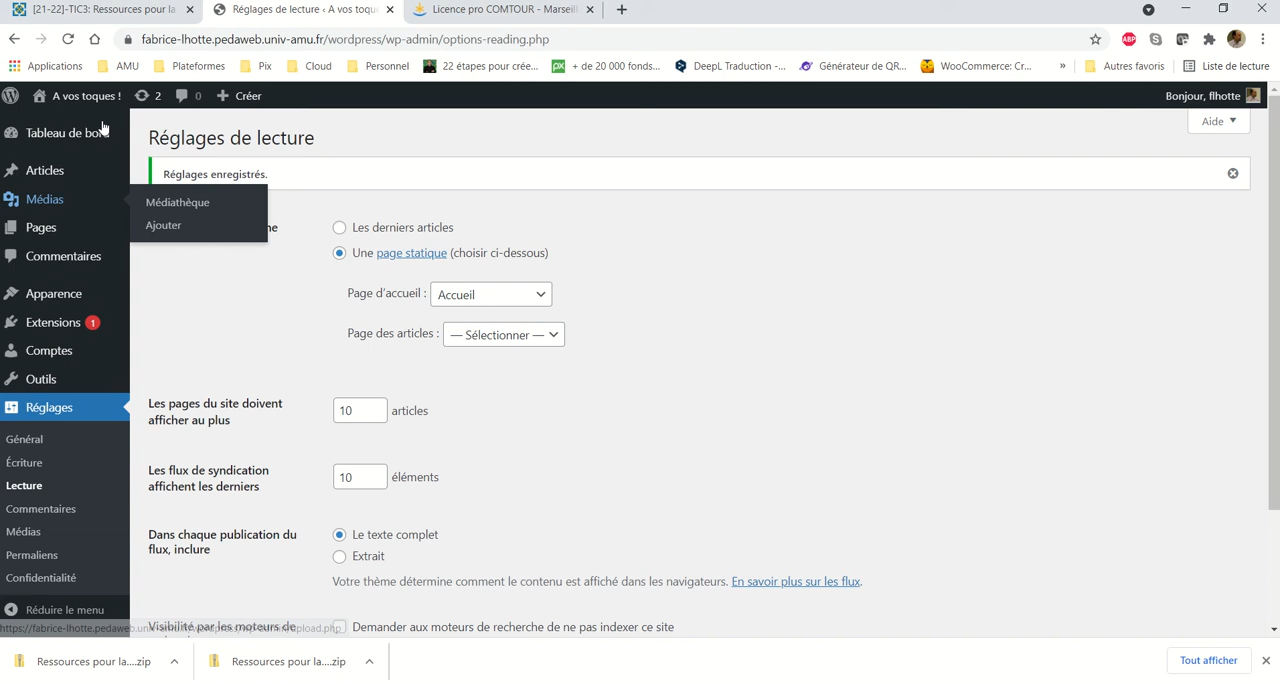 [21-22]-TIC3: Ressources pour la
Réglages de lecture ‹ A vos toqu
Licence pro COMTOUR - Marseill
fabrice-lhotte.pedaweb.univ-amu.fr/wordpress/wp-admin/options-reading.php
ABP
Applications
AMU
Plateformes
Pix
Cloud
Personnel
22 étapes pour crée...
+ de 20 000 fonds...
DeepL Traduction -...
Générateur de QR...
WooCommerce: Cr...
»
Autres favoris
Liste de lecture
A vos toques !
2
0
Créer
Bonjour, flhotte
Tableau de bord
Articles
Médias
Pages
Commentaires
Apparence
Extensions 1
Comptes
Outils
Réglages
Général
Écriture
Lecture
Commentaires
Médias
Permaliens
Confidentialité
Réduire le menu
Médiathèque
Ajouter
Aide
Réglages de lecture
Réglages enregistrés.
Les derniers articles
Une page statique (choisir ci-dessous)
Page d'accueil : Accueil
Page des articles : — Sélectionner —
Les pages du site doivent
afficher au plus
10 articles
Les flux de syndication
affichent les derniers
10 éléments
Dans chaque publication du
flux, inclure
Le texte complet
Extrait
Votre thème détermine comment le contenu est affiché dans les navigateurs. En savoir plus sur les flux.
Visibilité par les moteurs de
Demander aux moteurs de recherche de ne pas indexer ce site
Ressources pour la....zip
Ressources pour la....zip
Tout afficher